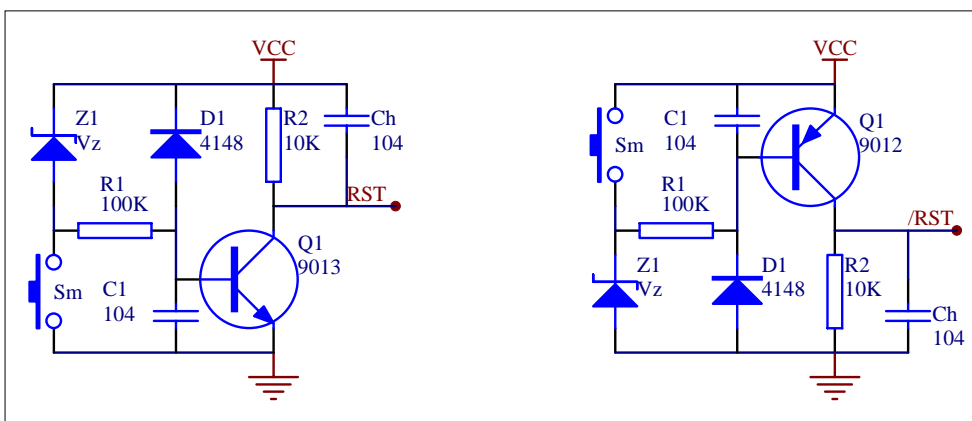 VCC
Z1
Vz
D1
4148
R2
10K
Ch
104
R1
100K
RST
Q1
9013
Sm
C1
104
VCC
Sm
C1
104
Q1
9012
R1
100K
/RST
Z1
Vz
D1
4148
R2
10K
Ch
104